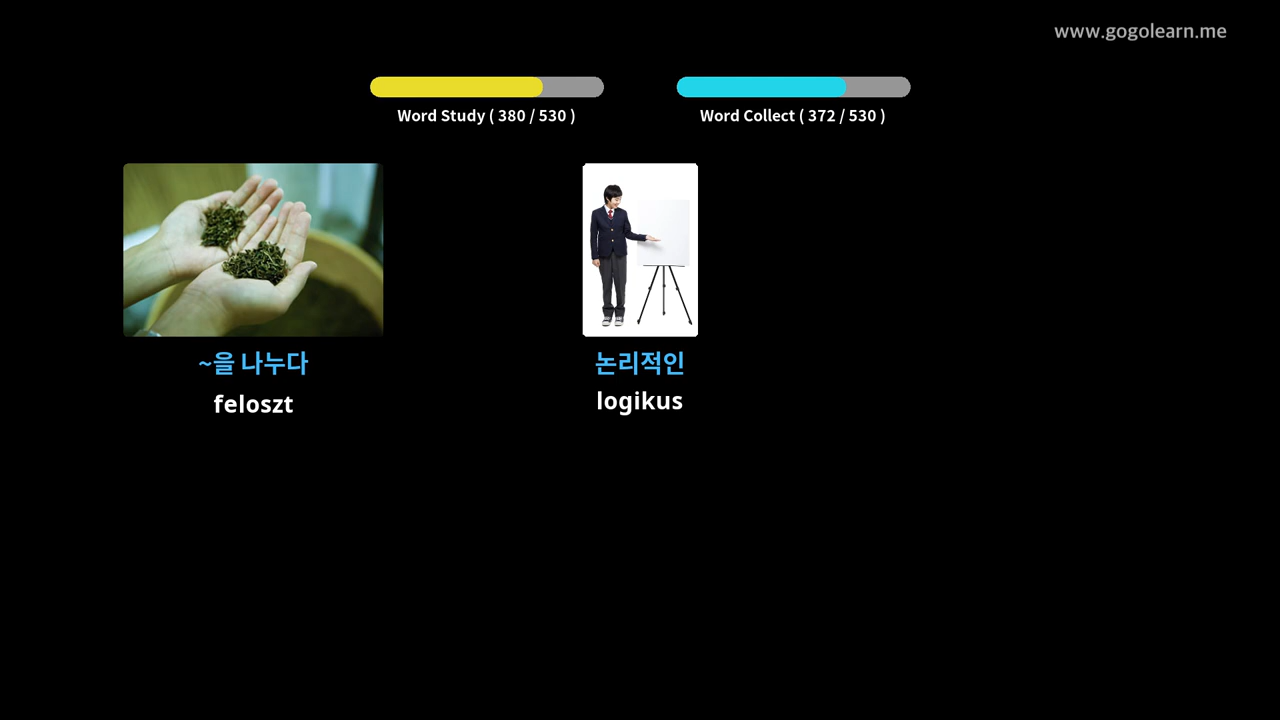 www.gogolearn.me
Word Study ( 380 / 530 )
Word Collect ( 372 / 530 )
~을 나누다
feloszt
논리적인
logikus